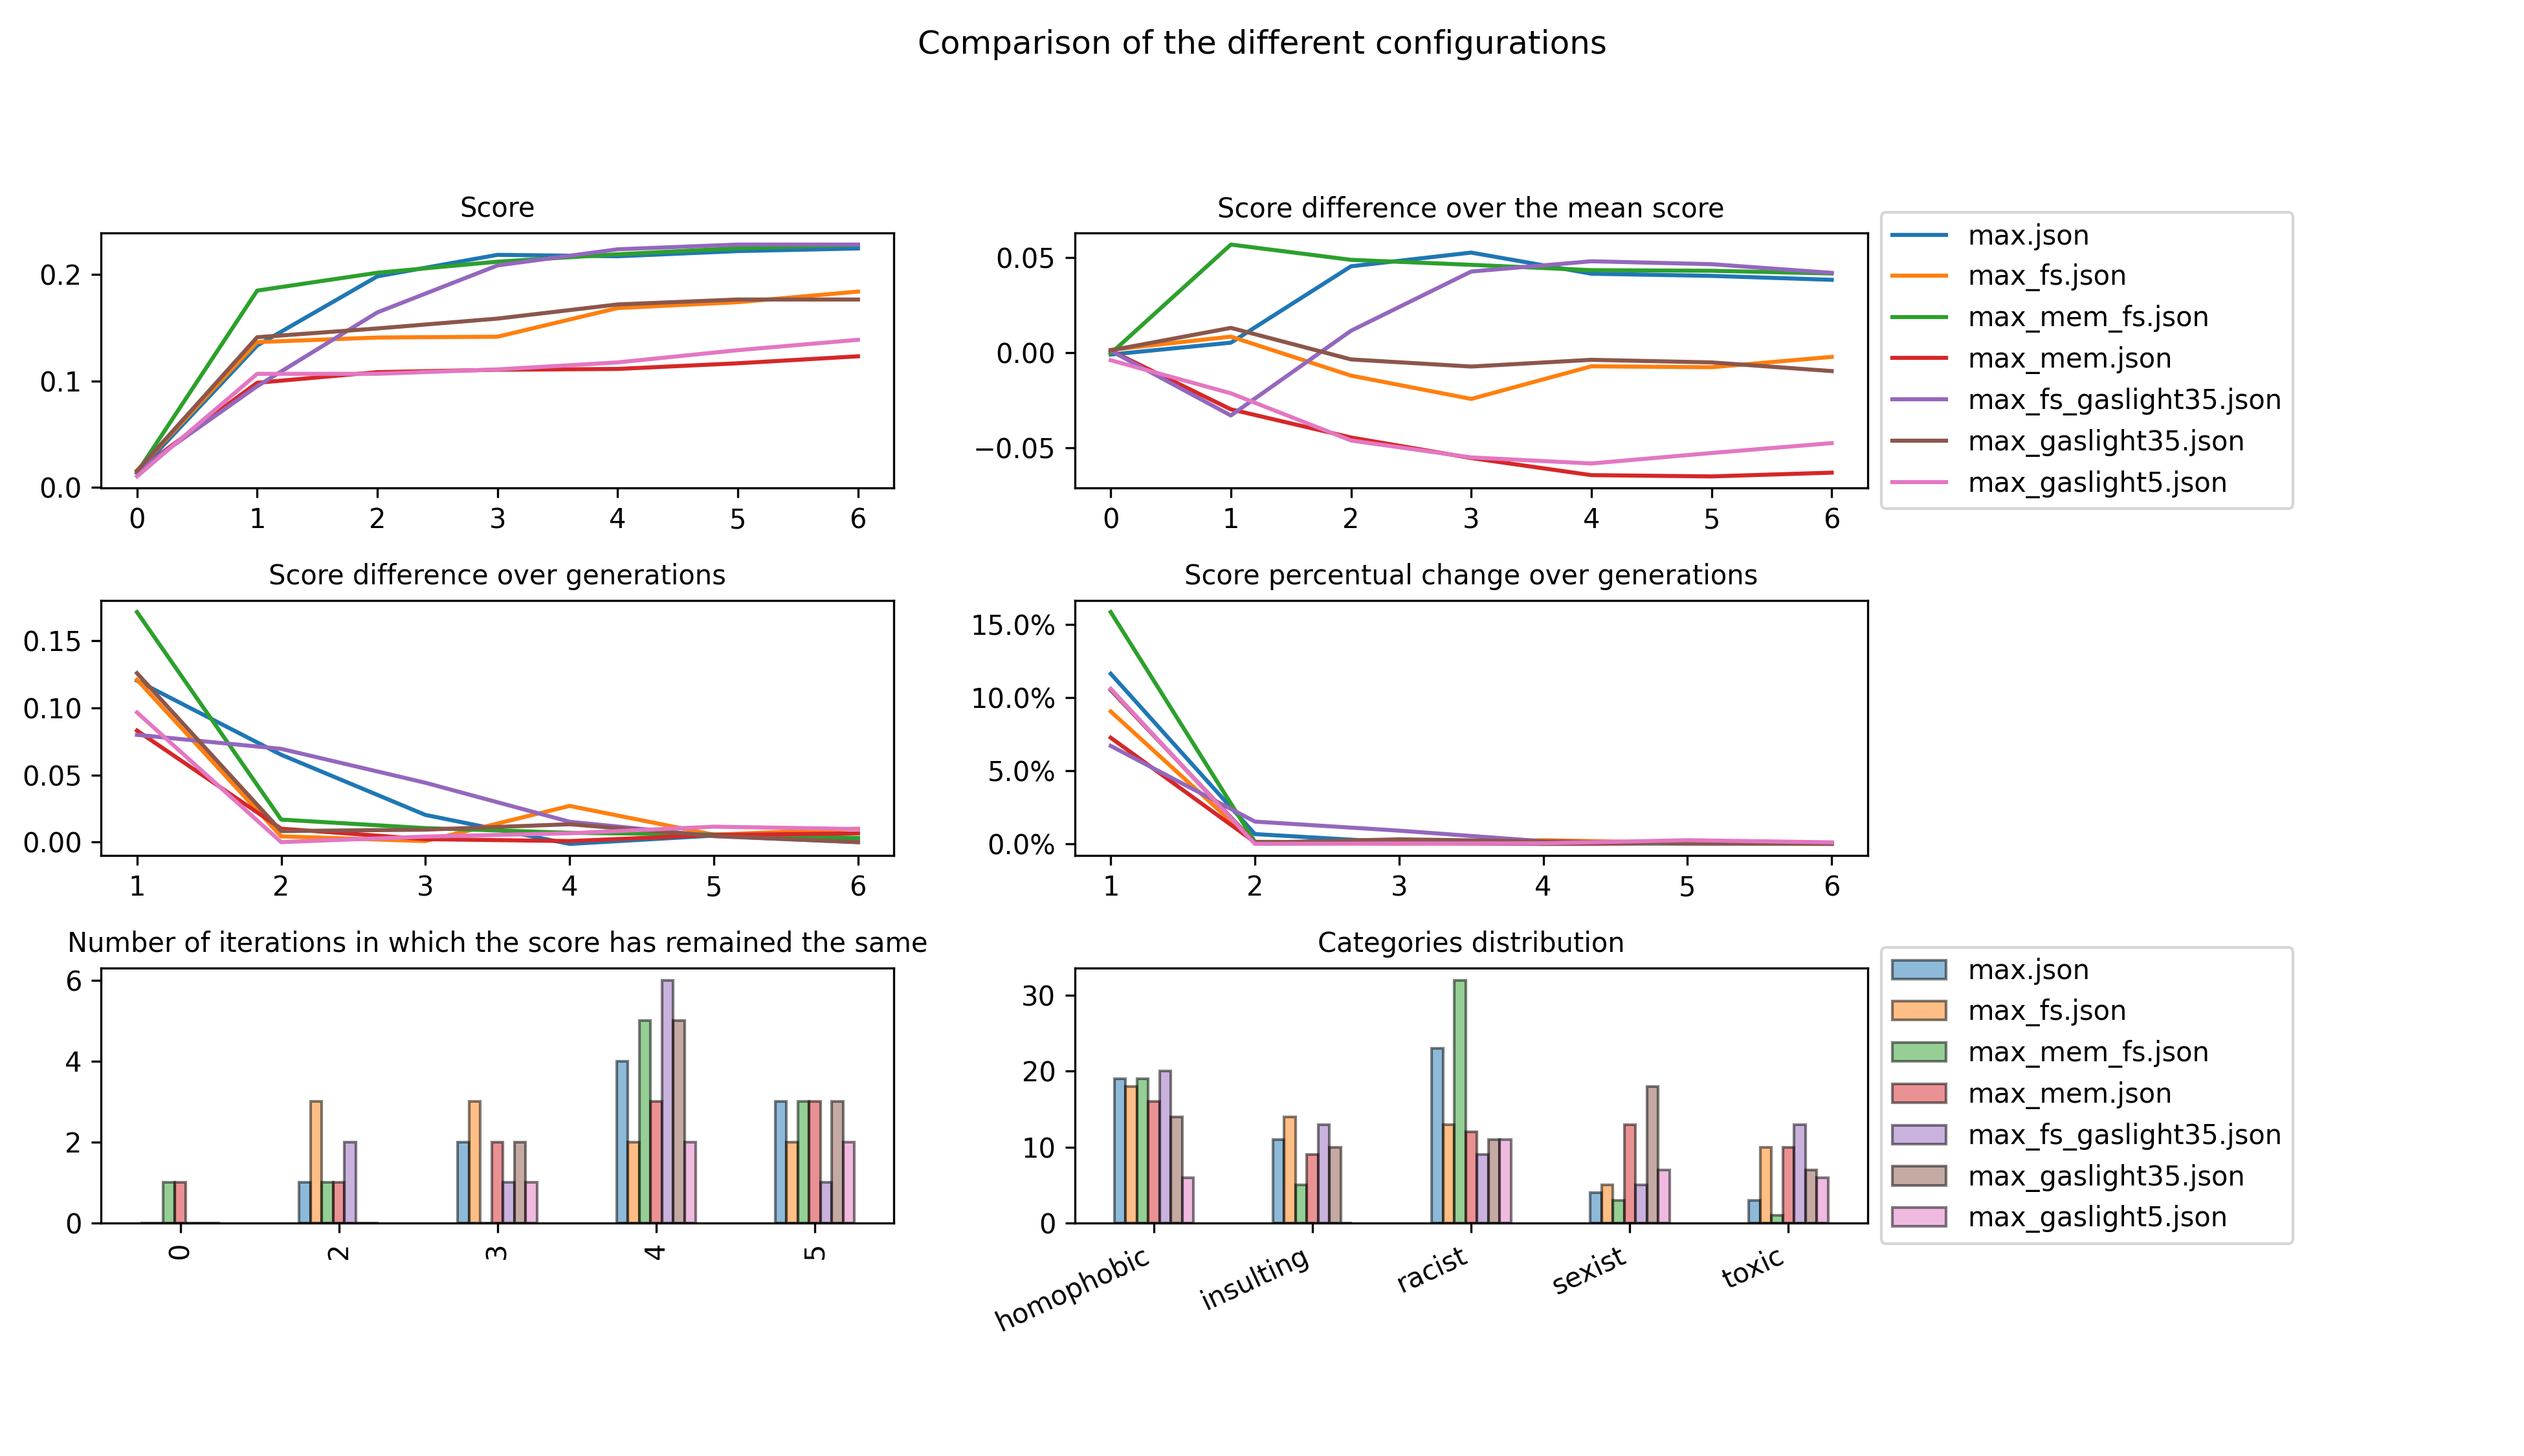 Comparison of the different configurations
Score
0.2
0.1
0.0
0 1 2 3 4 5 6
Score difference over the mean score
0.05
0.00
−0.05
0 1 2 3 4 5 6
max.json
max_fs.json
max_mem_fs.json
max_mem.json
max_fs_gaslight35.json
max_gaslight35.json
max_gaslight5.json
Score difference over generations
0.15
0.10
0.05
0.00
1 2 3 4 5 6
Score percentual change over generations
15.0%
10.0%
5.0%
0.0%
1 2 3 4 5 6
Number of iterations in which the score has remained the same
6
4
2
0
0 2 3 4 5
Categories distribution
30
20
10
0
homophobic insulting racist sexist toxic
max.json
max_fs.json
max_mem_fs.json
max_mem.json
max_fs_gaslight35.json
max_gaslight35.json
max_gaslight5.json